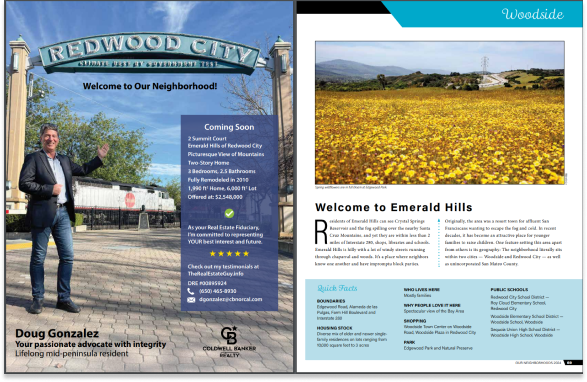 REDWOOD CITY
CLIMATE BEST BY GOVERNMENT TEST
Welcome to Our Neighborhood!
Coming Soon
2 Summit Court
Emerald Hills of Redwood City
Picturesque View of Mountains
Two-Story Home
3 Bedrooms, 2.5 Bathrooms
Fully Remodeled in 2010
1,990 ft² Home, 6,000 ft² Lot
Offered at: $2,548,000
As your Real Estate Fiduciary,
I'm committed to representing
YOUR best interest and future.
Check out my testimonials at
TheRealEstateGuy.info
DRE #00895924
(650) 465-8930
dgonzalez@cbnorcal.com
Doug Gonzalez
Your passionate advocate with integrity
Lifelong mid-peninsula resident
CB
COLDWELL BANKER
REALTY
Woodside
Welcome to Emerald Hills
Residents of Emerald Hills can see Crystal Springs
Reservoir and the fog spilling over the nearby Santa
Cruz Mountains, and yet they are within less than 2
miles of Interstate 280, shops, libraries and schools.
Emerald Hills is hilly with a lot of windy streets running
through chaparral and woods. It's a place where neighbors
know one another and have impromptu block parties.
Originally, the area was a resort town for affluent San
Franciscans wanting to escape the fog and cold. In recent
decades, it has become an attractive place for younger
families to raise children. One feature setting this area apart
from others is its geography. The neighborhood literally sits
within two cities — Woodside and Redwood City — as well
as unincorporated San Mateo County.
Quick Facts
BOUNDARIES
Edgewood Road, Alameda de las
Pulgas, Farm Hill Boulevard and
Interstate 280
HOUSING STOCK
Diverse mix of older and newer single-
family residences on lots ranging from
10,000 square feet to 3 acres
WHO LIVES HERE
Mostly families
WHY PEOPLE LOVE IT HERE
Spectacular view of the Bay Area
SHOPPING
Woodside Town Center on Woodside
Road; Woodside Plaza in Redwood City
PARK
Edgewood Park and Natural Preserve
PUBLIC SCHOOLS
Redwood City School District —
Roy Cloud Elementary School,
Redwood City
Woodside Elementary School District —
Woodside School, Woodside
Sequoia Union High School District —
Woodside High School, Woodside